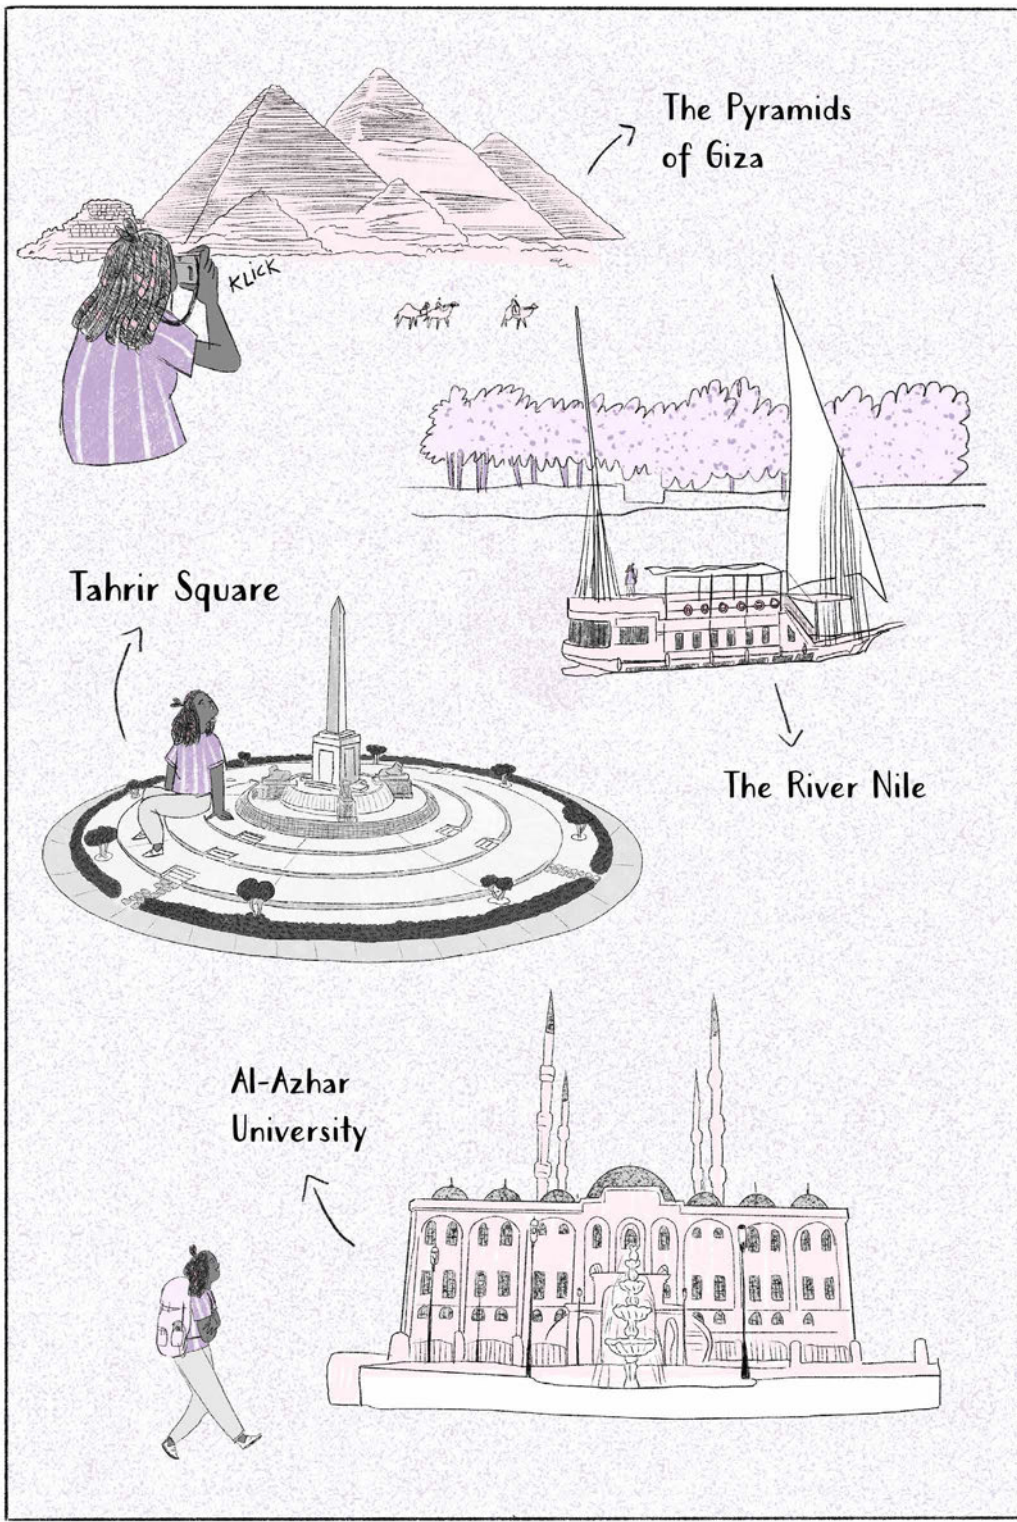 The Pyramids
of Giza
KLICK
Tahrir Square
The River Nile
Al-Azhar
University